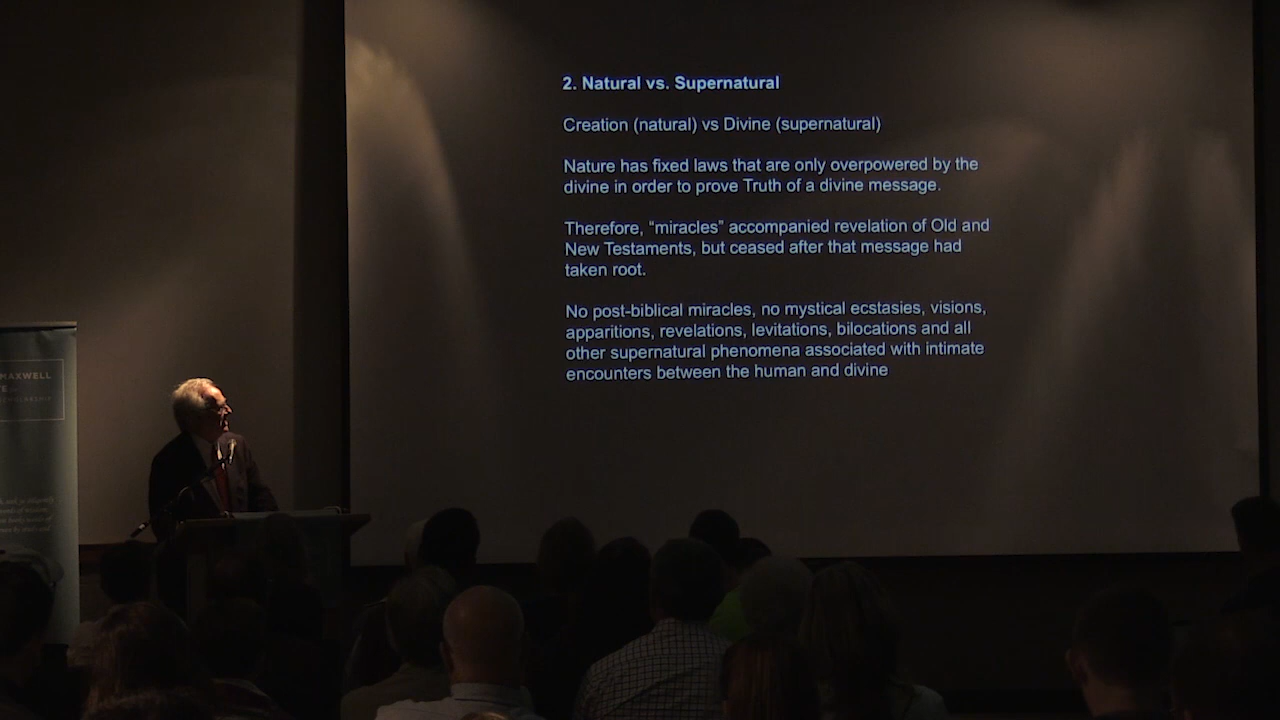 2. Natural vs. Supernatural
Creation (natural) vs Divine (supernatural)
Nature has fixed laws that are only overpowered by the
divine in order to prove Truth of a divine message.
Therefore, “miracles” accompanied revelation of Old and
New Testaments, but ceased after that message had
taken root.
No post-biblical miracles, no mystical ecstasies, visions,
apparitions, revelations, levitations, bilocations and all
other supernatural phenomena associated with intimate
encounters between the human and divine
MAXWELL